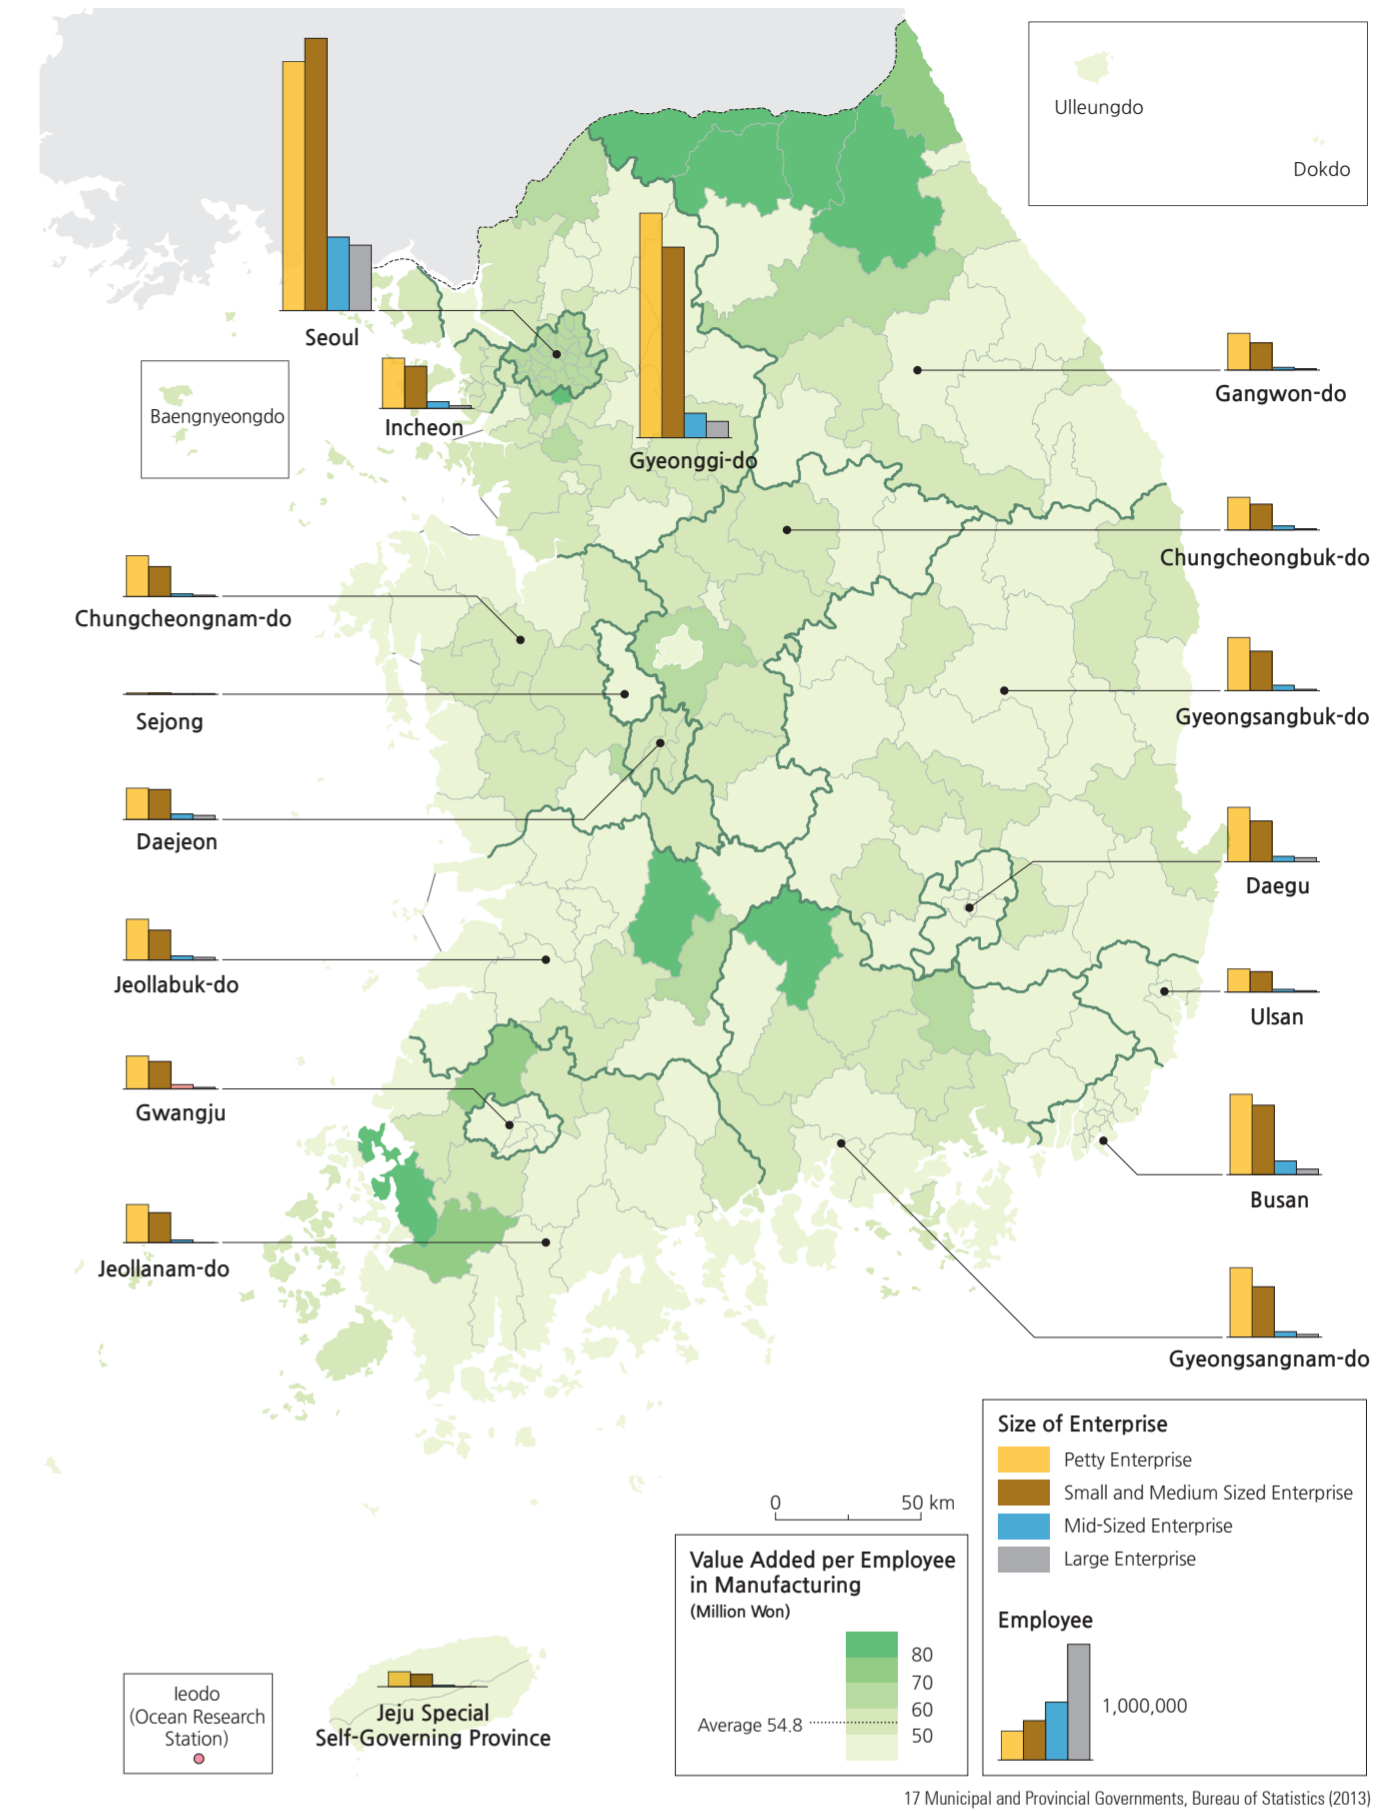 Ulleungdo
Dokdo
Seoul
Baengnyeongdo
Incheon
Gyeonggi-do
Gangwon-do
Chungcheongbuk-do
Chungcheongnam-do
Gyeongsangbuk-do
Sejong
Daejeon
Daegu
Jeollabuk-do
Ulsan
Gwangju
Busan
Jeollanam-do
Gyeongsangnam-do
Size of Enterprise
Petty Enterprise
Small and Medium Sized Enterprise
Mid-Sized Enterprise
Large Enterprise
Employee
1,000,000
0 50 km
Value Added per Employee
in Manufacturing
(Million Won)
80
70
60
Average 54.8
50
Ieodo
(Ocean Research
Station)
Jeju Special
Self-Governing Province
17 Municipal and Provincial Governments, Bureau of Statistics (2013)